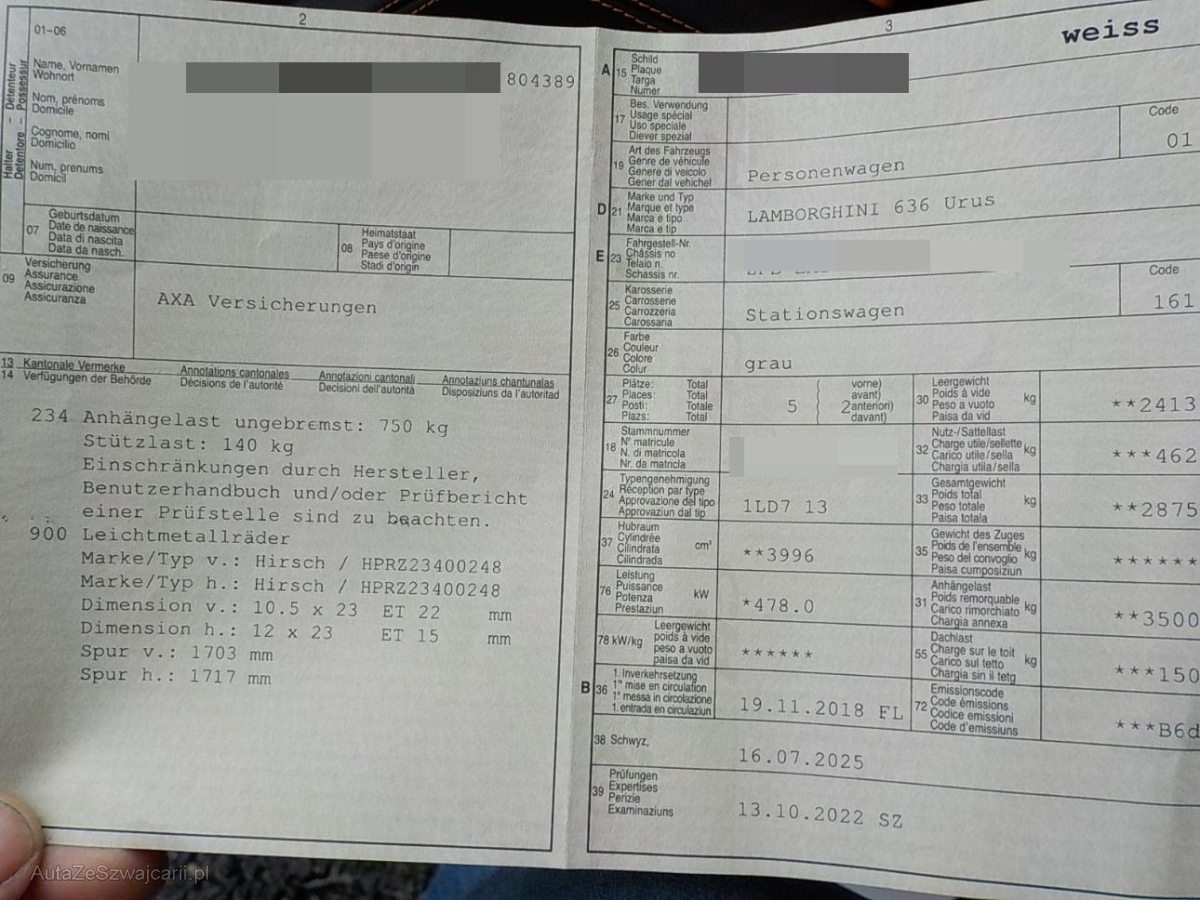 2
01-06
Halter - Détenteur
Detentore - Possessur
Name, Vornamen
Wohnort
Nom, prénoms
Domicile
Cognome, nomi
Domicilio
Num, prenums
Domicil
804389
07
Geburtsdatum
Date de naissance
Data di nascita
Data da nasch.
08
Heimatstaat
Pays d'origine
Paese d'origine
Stadi d'origin
09
Versicherung
Assurance
Assicurazione
Assicuranza
AXA Versicherungen
13 Kantonale Vermerke
14 Verfügungen der Behörde
Annotations cantonales
Décisions de l'autorité
Annotazioni cantonali
Decisioni dell'autorità
Annotaziuns chantunalas
Disposiziuns da l'autoritad
234 Anhängelast ungebremst: 750 kg
Stützlast: 140 kg
Einschränkungen durch Hersteller,
Benutzerhandbuch und/oder Prüfbericht
einer Prüfstelle sind zu beachten.
900 Leichtmetallräder
Marke/Typ v.: Hirsch / HPRZ23400248
Marke/Typ h.: Hirsch / HPRZ23400248
Dimension v.: 10.5 x 23 ET 22 mm
Dimension h.: 12 x 23 ET 15 mm
Spur v.: 1703 mm
Spur h.: 1717 mm
3
weiss
A 15
Schild
Plaque
Targa
Numer
17
Bes. Verwendung
Usage spécial
Uso speciale
Diever spezial
Code
01
19
Art des Fahrzeugs
Genre de véhicule
Genere di veicolo
Gener dal vehichel
Personenwagen
D 21
Marke und Typ
Marque et type
Marca e tipo
Marca e tip
LAMBORGHINI 636 Urus
E 23
Fahrgestell-Nr.
Châssis no
Telaio n.
Schassis nr.
25
Karosserie
Carrosserie
Carrozzeria
Carossaria
Stationswagen
Code
161
26
Farbe
Couleur
Colore
Colur
grau
27
Plätze: Total
Places: Total
Posti: Totale
Plazs: Total
5
( vorne)
avant)
2 anteriori)
( davant)
30
Leergewicht
Poids à vide
Peso a vuoto
Paisa da vid
kg
**2413
18
Stammnummer
N° matricule
N. di matricola
Nr. da matricla
32
Nutz-/Sattellast
Charge utile/sellette
Carico utile/sella
Chargia utila/sella
kg
***462
24
Typengenehmigung
Réception par type
Approvazione del tipo
Approvaziun dal tip
1LD7 13
33
Gesamtgewicht
Poids total
Peso totale
Paisa totala
kg
**2875
37
Hubraum
Cylindrée
Cilindrata
Cilindrada
cm³
**3996
35
Gewicht des Zuges
Poids de l'ensemble
Peso del convoglio
Paisa cumposiziun
kg
******
76
Leistung
Puissance
Potenza
Prestaziun
kW
*478.0
31
Anhängelast
Poids remorquable
Carico rimorchiato
Chargia annexa
kg
**3500
78 kW/kg
Leergewicht
poids à vide
peso a vuoto
paisa da vid
******
55
Dachlast
Charge sur le toit
Carico sul tetto
Chargia sin il tetg
kg
***150
B 36
1. Inverkehrsetzung
1re mise en circulation
1a messa in circolazione
1. entrada en circulaziun
19.11.2018 FL
72
Emissionscode
Code émissions
Codice emissioni
Code d'emissiuns
***B6d
38 Schwyz,
16.07.2025
39
Prüfungen
Expertises
Perizie
Examinaziuns
13.10.2022 SZ
AutaZeSzwajcarii.pl